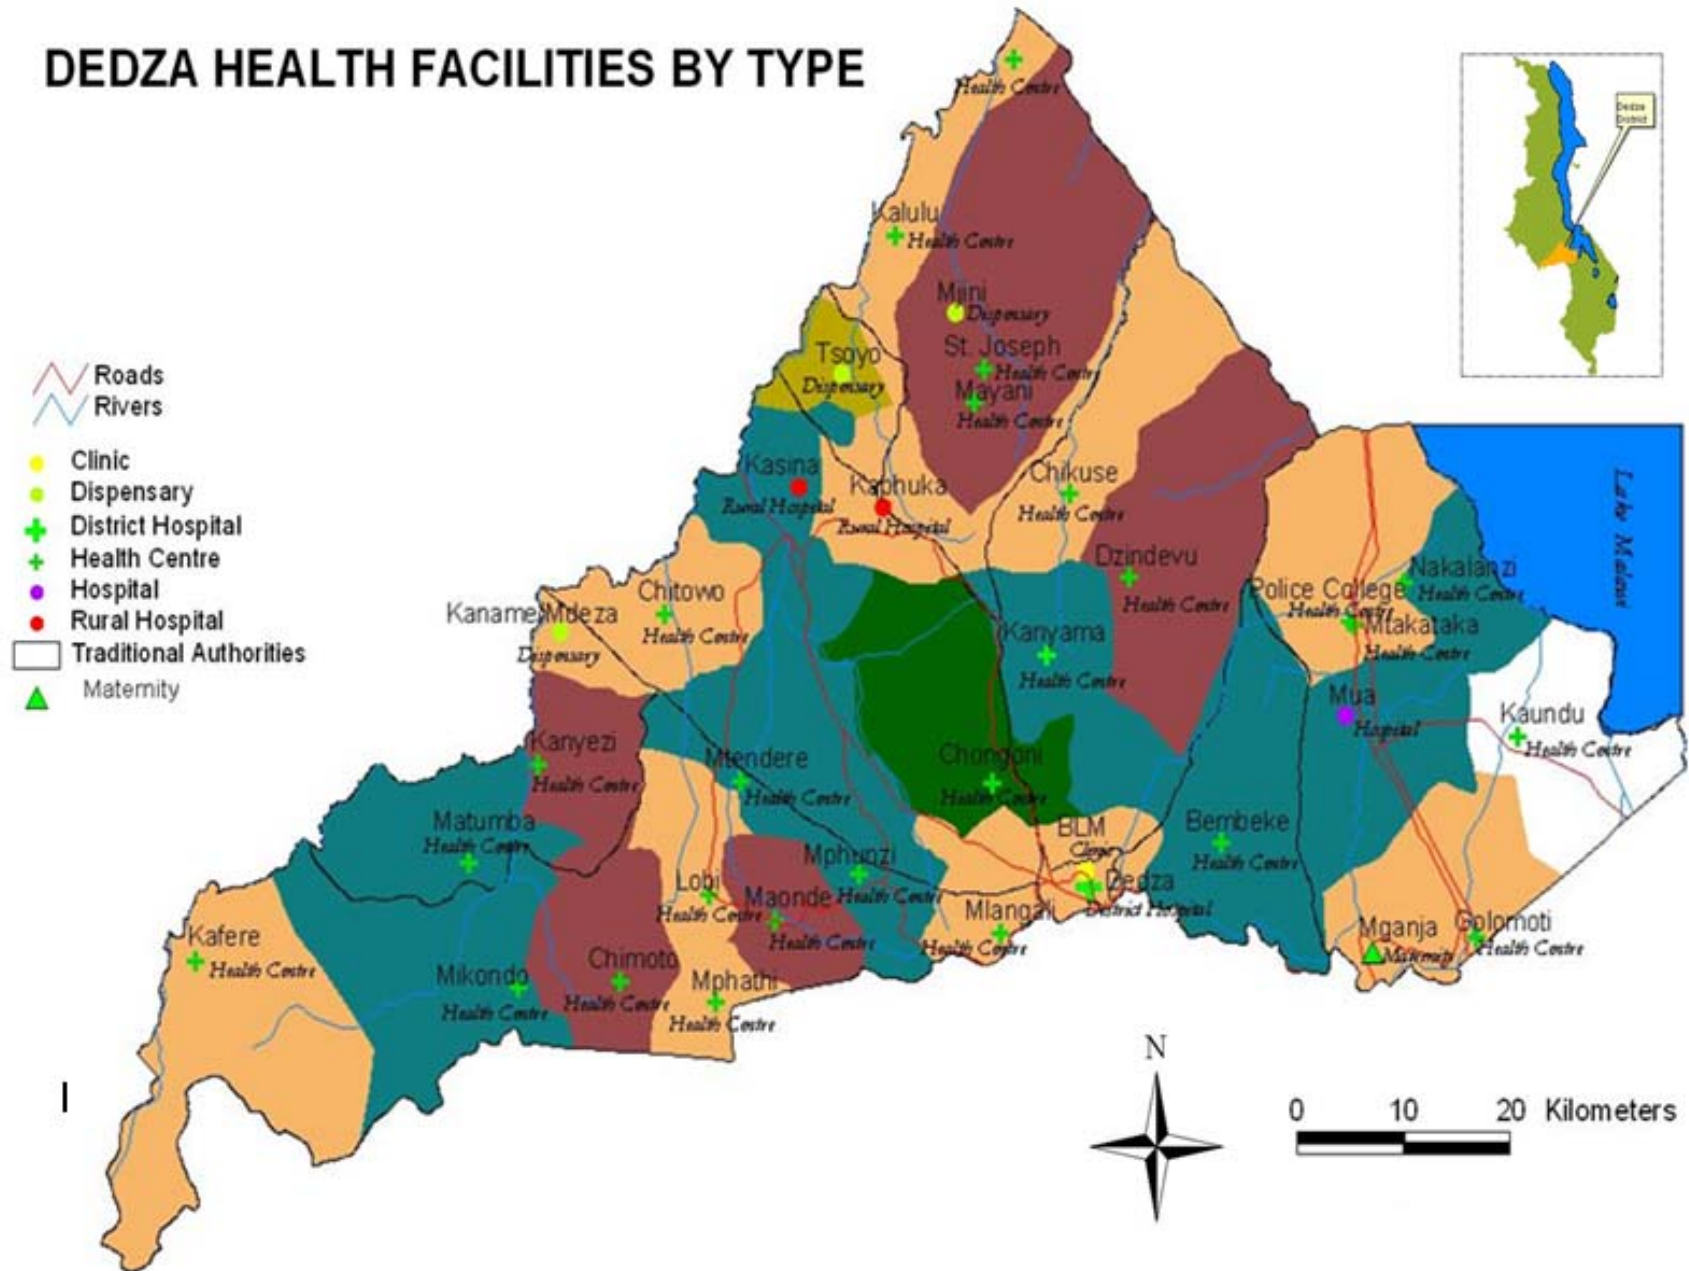 DEDZA HEALTH FACILITIES BY TYPE
Health Centre
Dedza
District
Kalulu
Health Centre
Mjini
Dispensary
St. Joseph
Health Centre
Tsoyo
Dispensary
Mayani
Health Centre
Roads
Rivers
Clinic
Dispensary
District Hospital
Health Centre
Hospital
Rural Hospital
Traditional Authorities
Maternity
Kasina
Rural Hospital
Kaphuka
Rural Hospital
Chikuse
Health Centre
Lake Malawi
Dzindevu
Health Centre
Nakalanzi
Health Centre
Police College
Health Centre
Mtakataka
Health Centre
Chitowo
Health Centre
Kaname Mdeza
Dispensary
Kanyama
Health Centre
Mua
Hospital
Kaundu
Health Centre
Kanyezi
Health Centre
Mtendere
Health Centre
Chongoni
Health Centre
Matumba
Health Centre
BLM
Clinic
Bembeke
Health Centre
Mphunzi
Health Centre
Dedza
District Hospital
Lobi
Health Centre
Maonde
Health Centre
Mlangali
Health Centre
Mganja
Maternity
Golomoti
Health Centre
Kafere
Health Centre
Mikondo
Health Centre
Chimoto
Health Centre
Mphathi
Health Centre
N
0 10 20 Kilometers